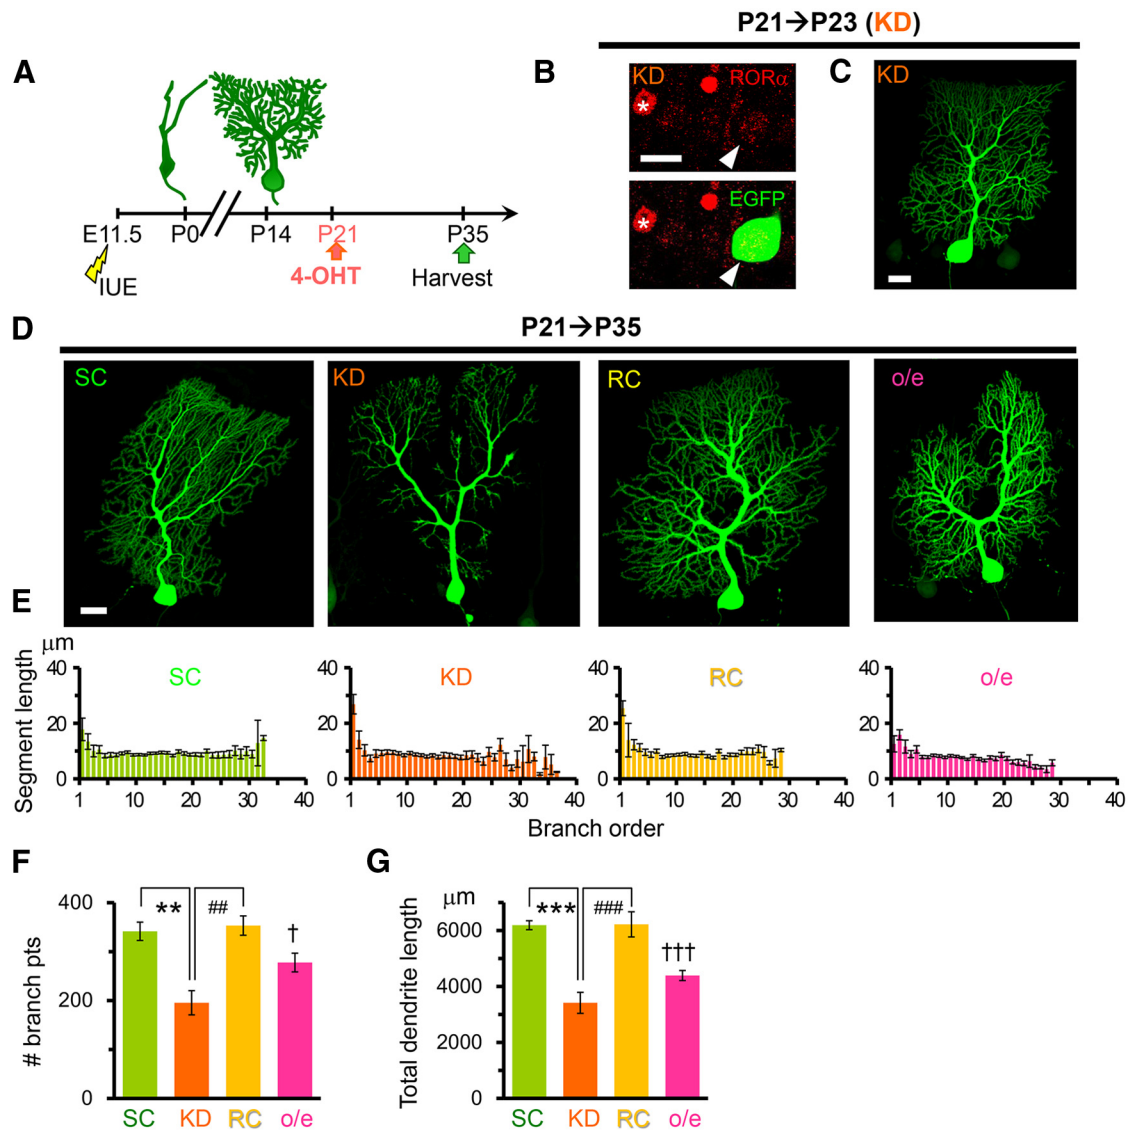 P21→P23 (KD)
A
B
C
KD
RORα
*
EGFP
*
KD
E11.5
P0
P14
P21
P35
IUE
4-OHT
Harvest
D
P21→P35
SC
KD
RC
o/e
E
μm
Segment length
40
20
0
SC
1
10
20
30
40
40
20
0
KD
1
10
20
30
40
40
20
0
RC
1
10
20
30
40
40
20
0
o/e
1
10
20
30
40
Branch order
F
# branch pts
400
200
0
**
##
†
SC
KD
RC
o/e
G
μm
Total dendrite length
6000
4000
2000
0
***
###
†††
SC
KD
RC
o/e